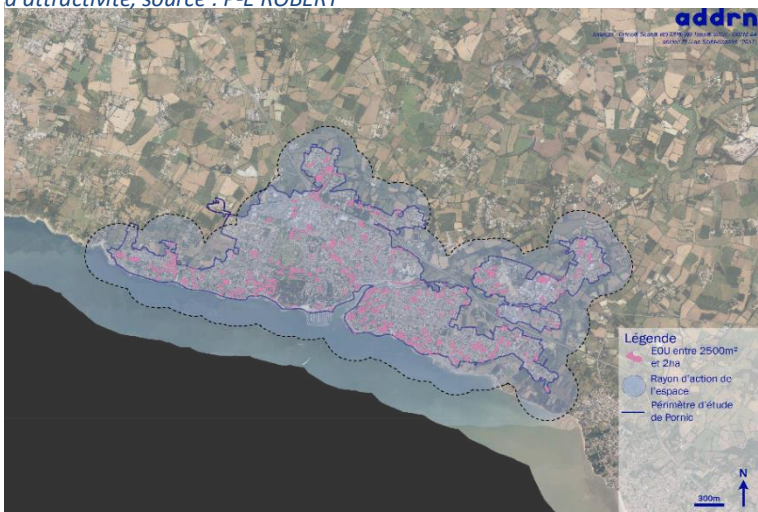 d'attractivité, source : P-E ROBERT
addrn
Légende
EOU entre 2500m²
et 2ha
Rayon d'action de
l'espace
Périmètre d'étude
de Pornic
N
300m